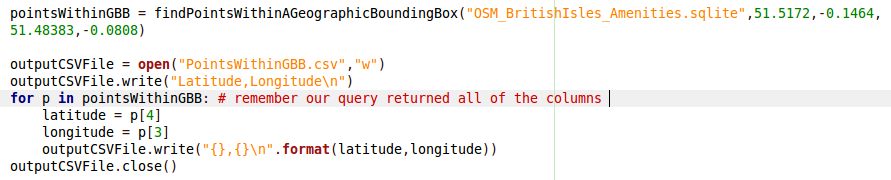 pointsWithinGBB = findPointsWithinAGeographicBoundingBox("OSM_BritishIsles_Amenities.sqlite",51.5172,-0.1464,
51.48383,-0.0808)
outputCSVFile = open("PointsWithinGBB.csv","w")
outputCSVFile.write("Latitude,Longitude\n")
for p in pointsWithinGBB: # remember our query returned all of the columns
    latitude = p[4]
    longitude = p[3]
    outputCSVFile.write("{},{}\n".format(latitude,longitude))
outputCSVFile.close()